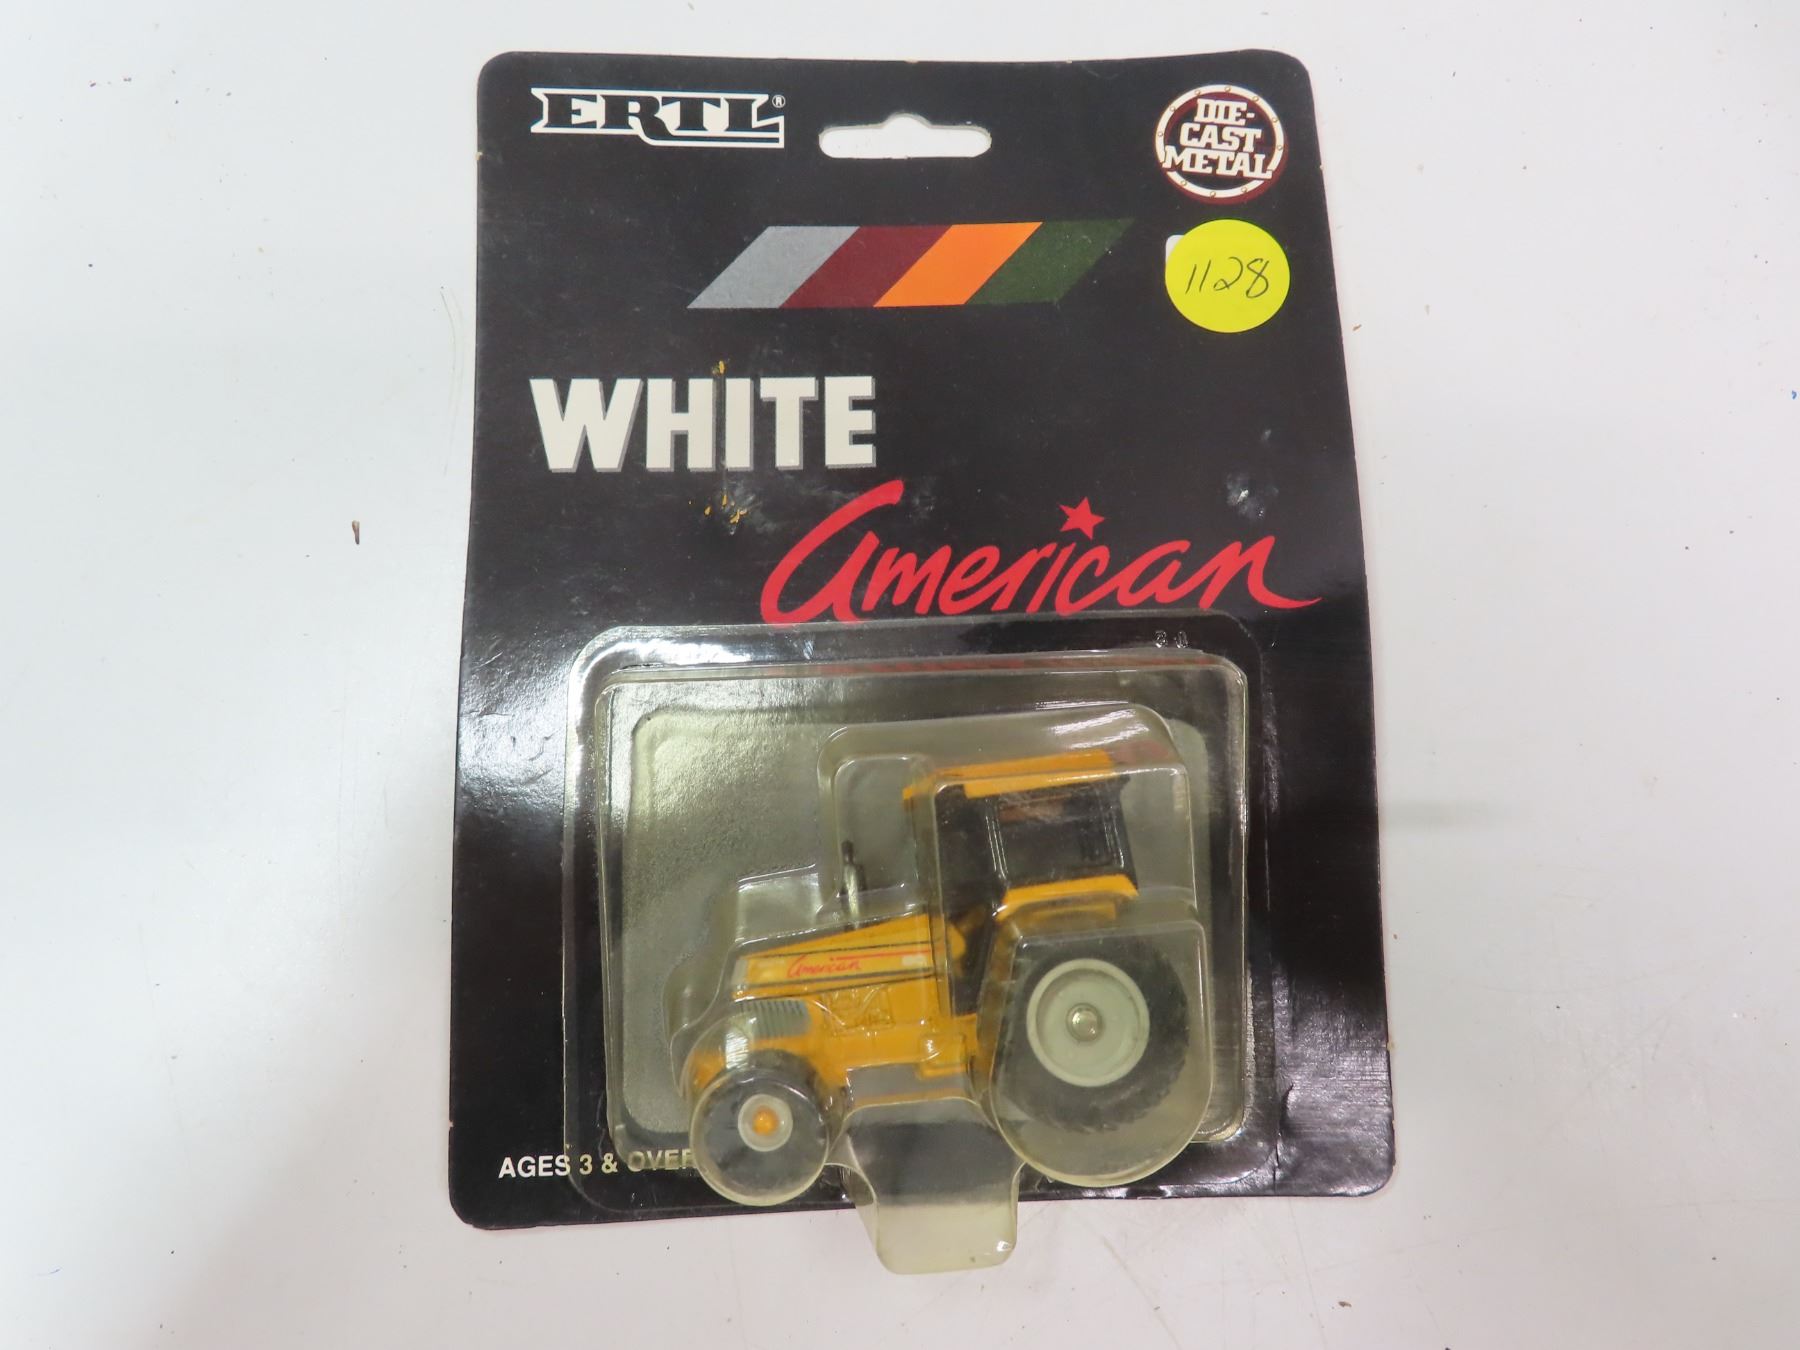 ERTL®
DIE-
CAST
METAL
1128
WHITE
American
American
AGES 3 & OVER